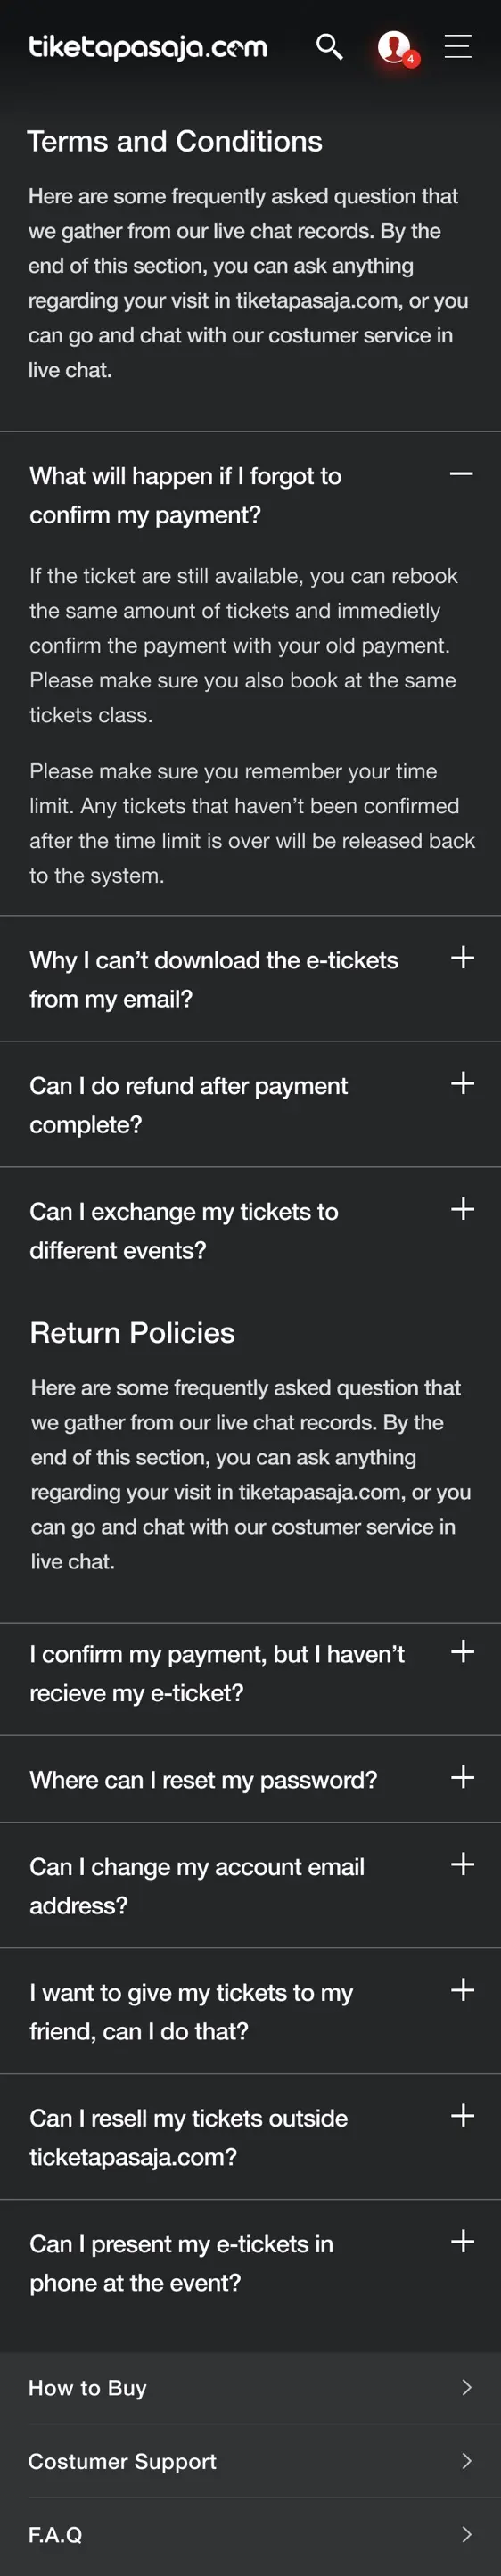 tiketapasaja.com
4
Terms and Conditions
Here are some frequently asked question that
we gather from our live chat records. By the
end of this section, you can ask anything
regarding your visit in tiketapasaja.com, or you
can go and chat with our costumer service in
live chat.
What will happen if I forgot to
confirm my payment?
If the ticket are still available, you can rebook
the same amount of tickets and immedietly
confirm the payment with your old payment.
Please make sure you also book at the same
tickets class.
Please make sure you remember your time
limit. Any tickets that haven’t been confirmed
after the time limit is over will be released back
to the system.
Why I can’t download the e-tickets
from my email?
Can I do refund after payment
complete?
Can I exchange my tickets to
different events?
Return Policies
Here are some frequently asked question that
we gather from our live chat records. By the
end of this section, you can ask anything
regarding your visit in tiketapasaja.com, or you
can go and chat with our costumer service in
live chat.
I confirm my payment, but I haven’t
recieve my e-ticket?
Where can I reset my password?
Can I change my account email
address?
I want to give my tickets to my
friend, can I do that?
Can I resell my tickets outside
ticketapasaja.com?
Can I present my e-tickets in
phone at the event?
How to Buy
Costumer Support
F.A.Q